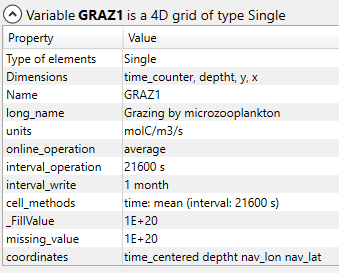 Variable GRAZ1 is a 4D grid of type Single
Property Value
Type of elements Single
Dimensions time_counter, deptht, y, x
Name GRAZ1
long_name Grazing by microzooplankton
units molC/m3/s
online_operation average
interval_operation 21600 s
interval_write 1 month
cell_methods time: mean (interval: 21600 s)
_FillValue 1E+20
missing_value 1E+20
coordinates time_centered deptht nav_lon nav_lat